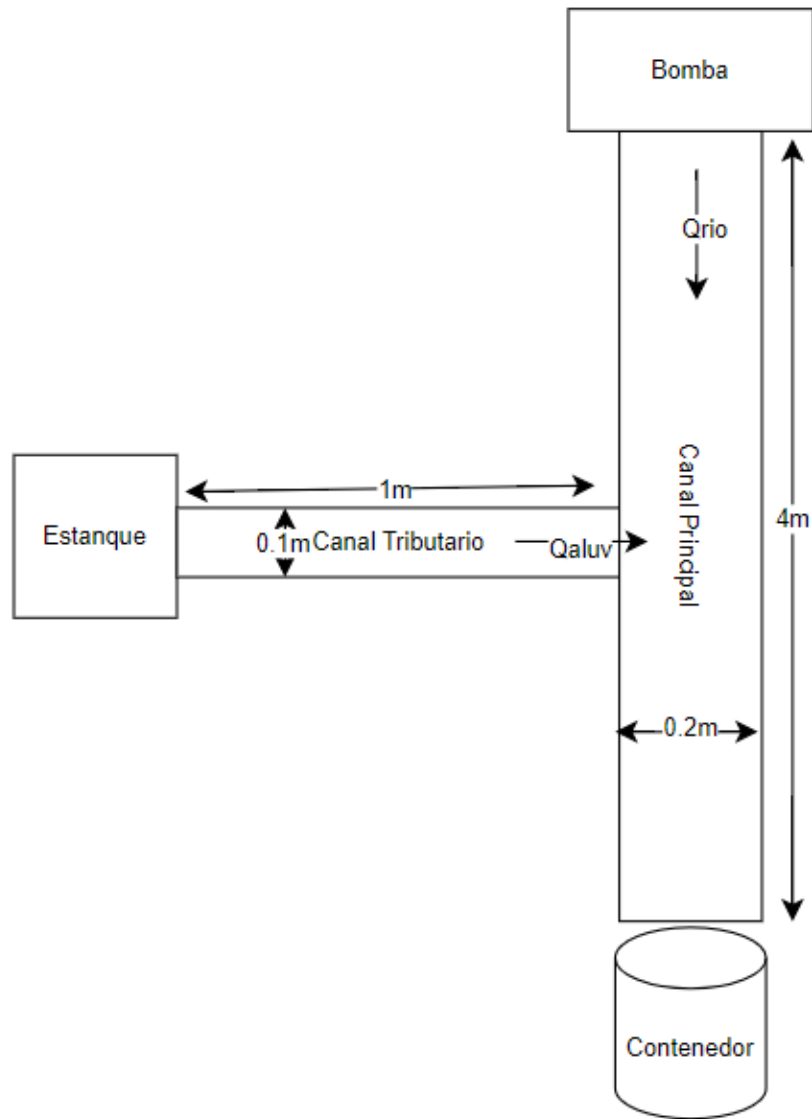 Bomba
Qrio
Canal Principal
4m
1m
Estanque
0.1m
Canal Tributario
Qaluv
0.2m
Contenedor